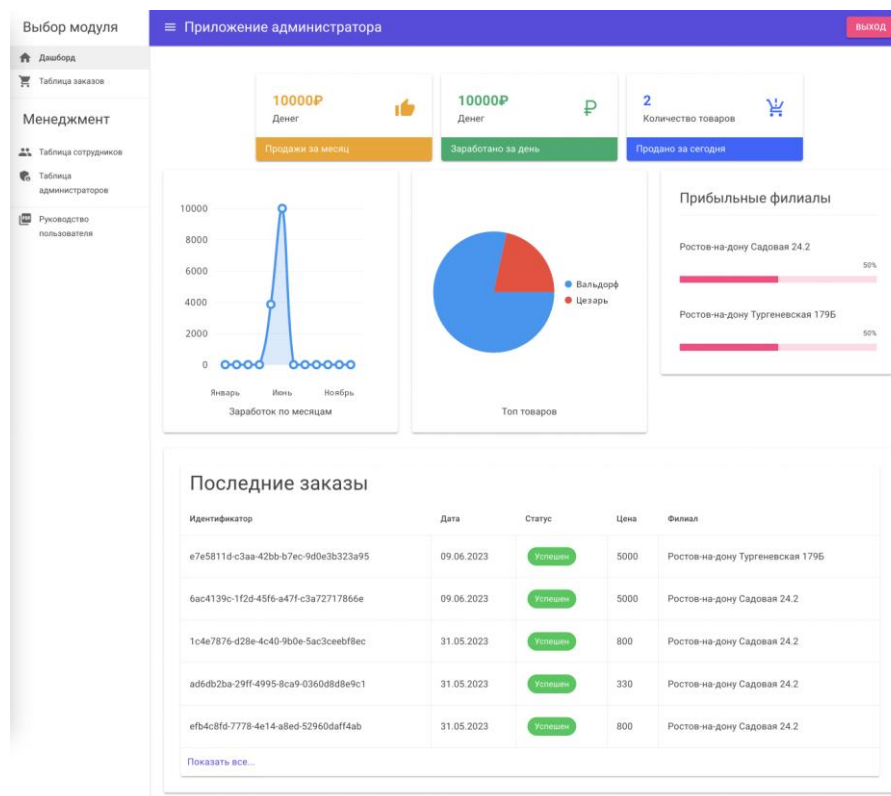 Выбор модуля
Дашборд
Таблица заказов
Менеджмент
Таблица сотрудников
Таблица
администраторов
Руководство
пользователя
Приложение администратора
ВЫХОД
10000₽
Денег
Продажи за месяц
10000₽
Денег
Заработано за день
2
Количество товаров
Продано за сегодня
10000
8000
6000
4000
2000
0
Январь Июнь Ноябрь
Заработок по месяцам
Вальдорф
Цезарь
Топ товаров
Прибыльные филиалы
Ростов-на-дону Садовая 24.2
50%
Ростов-на-дону Тургеневская 179Б
50%
Последние заказы
Идентификатор Дата Статус Цена Филиал
e7e5811d-c3aa-42bb-b7ec-9d0e3b323a95 09.06.2023 Успешен 5000 Ростов-на-дону Тургеневская 179Б
6ac4139c-1f2d-45f6-a47f-c3a72717866e 09.06.2023 Успешен 5000 Ростов-на-дону Садовая 24.2
1c4e7876-d28e-4c40-9b0e-5ac3ceebf8ec 31.05.2023 Успешен 800 Ростов-на-дону Садовая 24.2
ad6db2ba-29ff-4995-8ca9-0360d8d8e9c1 31.05.2023 Успешен 330 Ростов-на-дону Садовая 24.2
efb4c8fd-7778-4e14-a8ed-52960daff4ab 31.05.2023 Успешен 800 Ростов-на-дону Садовая 24.2
Показать все...